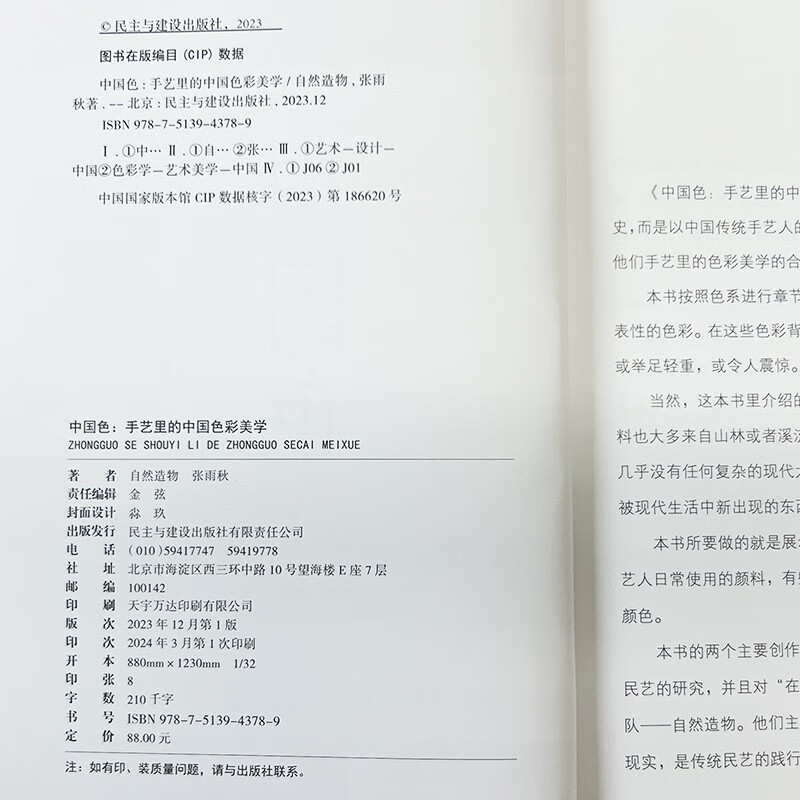 © 民主与建设出版社，2023
图书在版编目 (CIP) 数据
中国色：手艺里的中国色彩美学 / 自然造物, 张雨
秋著. -- 北京：民主与建设出版社, 2023.12
ISBN 978-7-5139-4378-9
Ⅰ. ①中… Ⅱ. ①自… ②张… Ⅲ. ①艺术—设计—
中国②色彩学—艺术美学—中国 Ⅳ. ① J06 ② J01
中国国家版本馆 CIP 数据核字（2023）第 186620 号
中国色：手艺里的中国色彩美学
ZHONGGUO SE SHOUYI LI DE ZHONGGUO SECAI MEIXUE
著 者 自然造物 张雨秋
责任编辑 金 弦
封面设计 淼 玖
出版发行 民主与建设出版社有限责任公司
电 话 （010）59417747 59419778
社 址 北京市海淀区西三环中路 10 号望海楼 E 座 7 层
邮 编 100142
印 刷 天宇万达印刷有限公司
版 次 2023 年 12 月第 1 版
印 次 2024 年 3 月第 1 次印刷
开 本 880mm × 1230mm 1/32
印 张 8
字 数 210 千字
书 号 ISBN 978-7-5139-4378-9
定 价 88.00 元
注：如有印、装质量问题，请与出版社联系。
《中国色：手艺里的中
史，而是以中国传统手艺人的
他们手艺里的色彩美学的合
本书按照色系进行章节
表性的色彩。在这些色彩背
或举足轻重，或令人震惊。
当然，这本书里介绍的
料也大多来自山林或者溪流
几乎没有任何复杂的现代
被现代生活中新出现的东西
本书所要做的就是展示
艺人日常使用的颜料，有
颜色。
本书的两个主要创作
民艺的研究，并且对“在
队——自然造物。他们主
现实，是传统民艺的践行